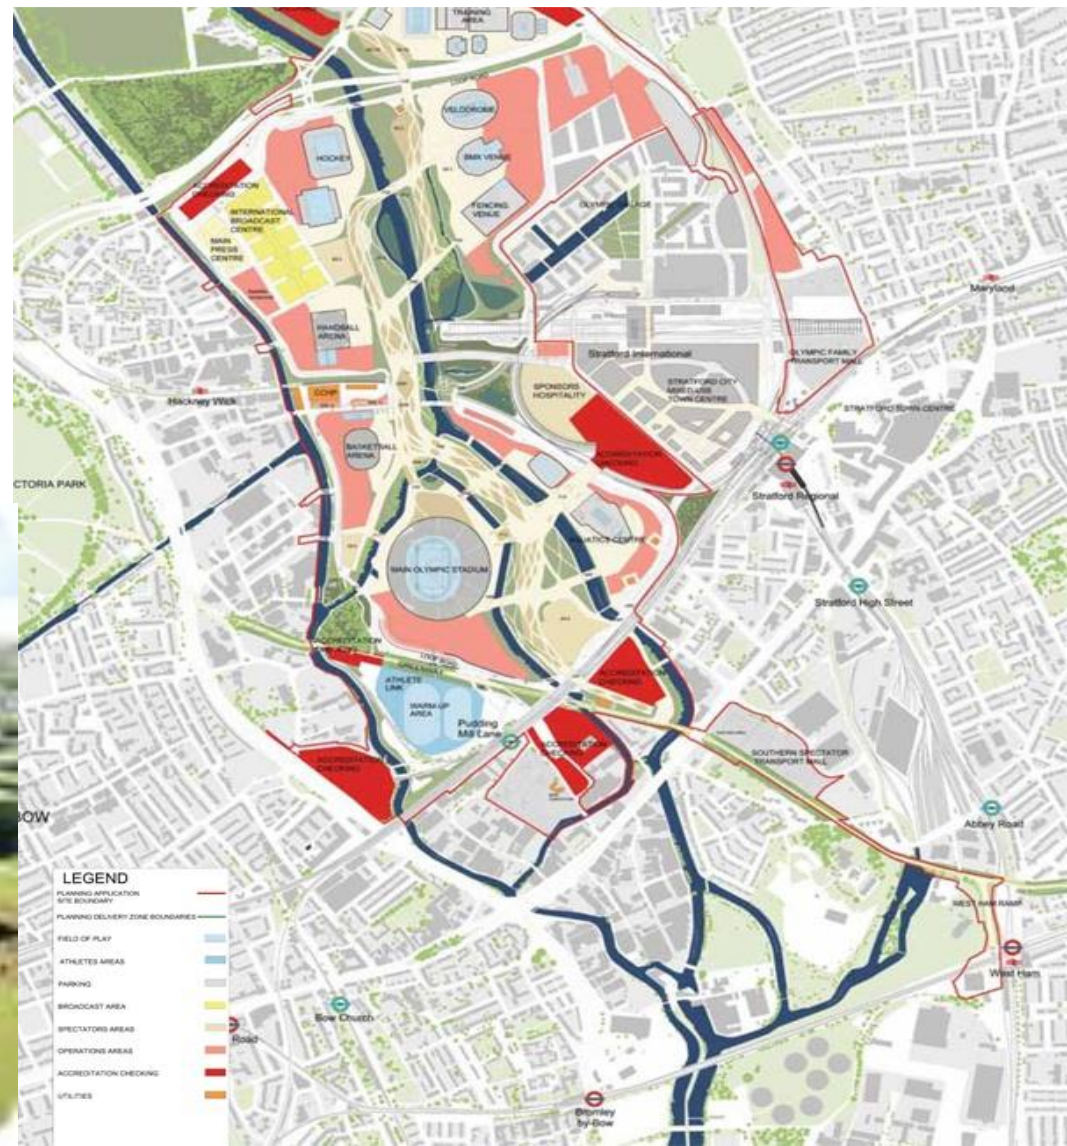 TRAINING
AREA
LOOP ROAD
VELODROME
HOCKEY
BMX VENUE
ACCREDITATION
CHECKING
FENCING
VENUE
OLYMPIC VILLAGE
INTERNATIONAL
BROADCAST
CENTRE
MAIN
PRESS
CENTRE
Maryland
HANDBALL
ARENA
Stratford International
OLYMPIC FAMILY
TRANSPORT MALL
Hackney Wick
CCHP
SPONSORS
HOSPITALITY
STRATFORD CITY
TOWN CENTRE
STRATFORD TOWN CENTRE
BASKETBALL
ARENA
ACCREDITATION
CHECKING
CTORIA PARK
Stratford Regional
AQUATICS CENTRE
MAIN OLYMPIC STADIUM
Stratford High Street
ACCREDITATION
LOOP ROAD
GREENWAY
ATHLETE
LINK
ACCREDITATION
CHECKING
WARM-UP
AREA
Pudding
Mill Lane
ACCREDITATION
CHECKING
ACCREDITATION
CHECKING
SOUTHERN SPECTATOR
TRANSPORT MALL
BOW
Abbey Road
LEGEND
PLANNING APPLICATION
SITE BOUNDARY
PLANNING DELIVERY ZONE BOUNDARIES
FIELD OF PLAY
ATHLETES AREAS
PARKING
BROADCAST AREA
SPECTATORS AREAS
OPERATIONS AREAS
ACCREDITATION CHECKING
UTILITIES
WEST HAM RAMP
West Ham
Bow Church
Road
Bromley
by-Bow